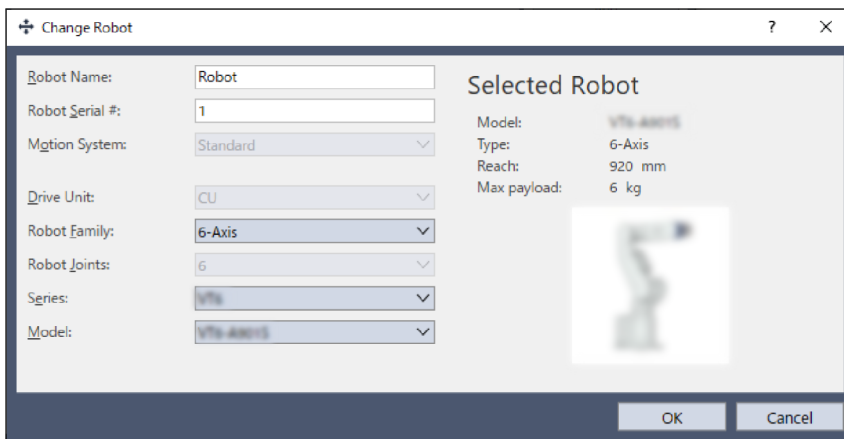 Change Robot ? ×
Robot Name: Robot
Robot Serial #: 1
Motion System: Standard
Drive Unit: CU
Robot Family: 6-Axis
Robot Joints: 6
Series:
Model:
Selected Robot
Model:
Type: 6-Axis
Reach: 920 mm
Max payload: 6 kg
OK Cancel